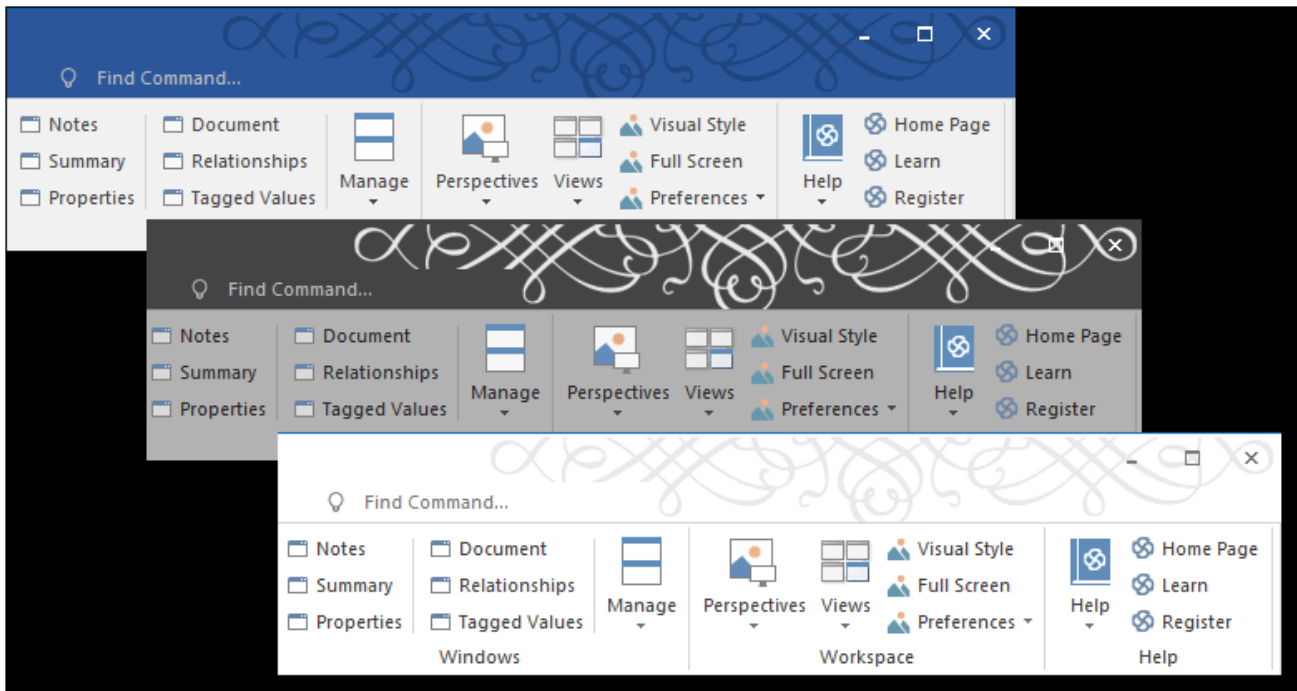 Find Command...
Notes Document Visual Style Home Page
Summary Relationships Full Screen Learn
Properties Tagged Values Manage Perspectives Views Preferences Help Register
Find Command...
Notes Document Visual Style Home Page
Summary Relationships Full Screen Learn
Properties Tagged Values Manage Perspectives Views Preferences Help Register
Find Command...
Notes Document Visual Style Home Page
Summary Relationships Full Screen Learn
Properties Tagged Values Manage Perspectives Views Preferences Help Register
Windows Workspace Help